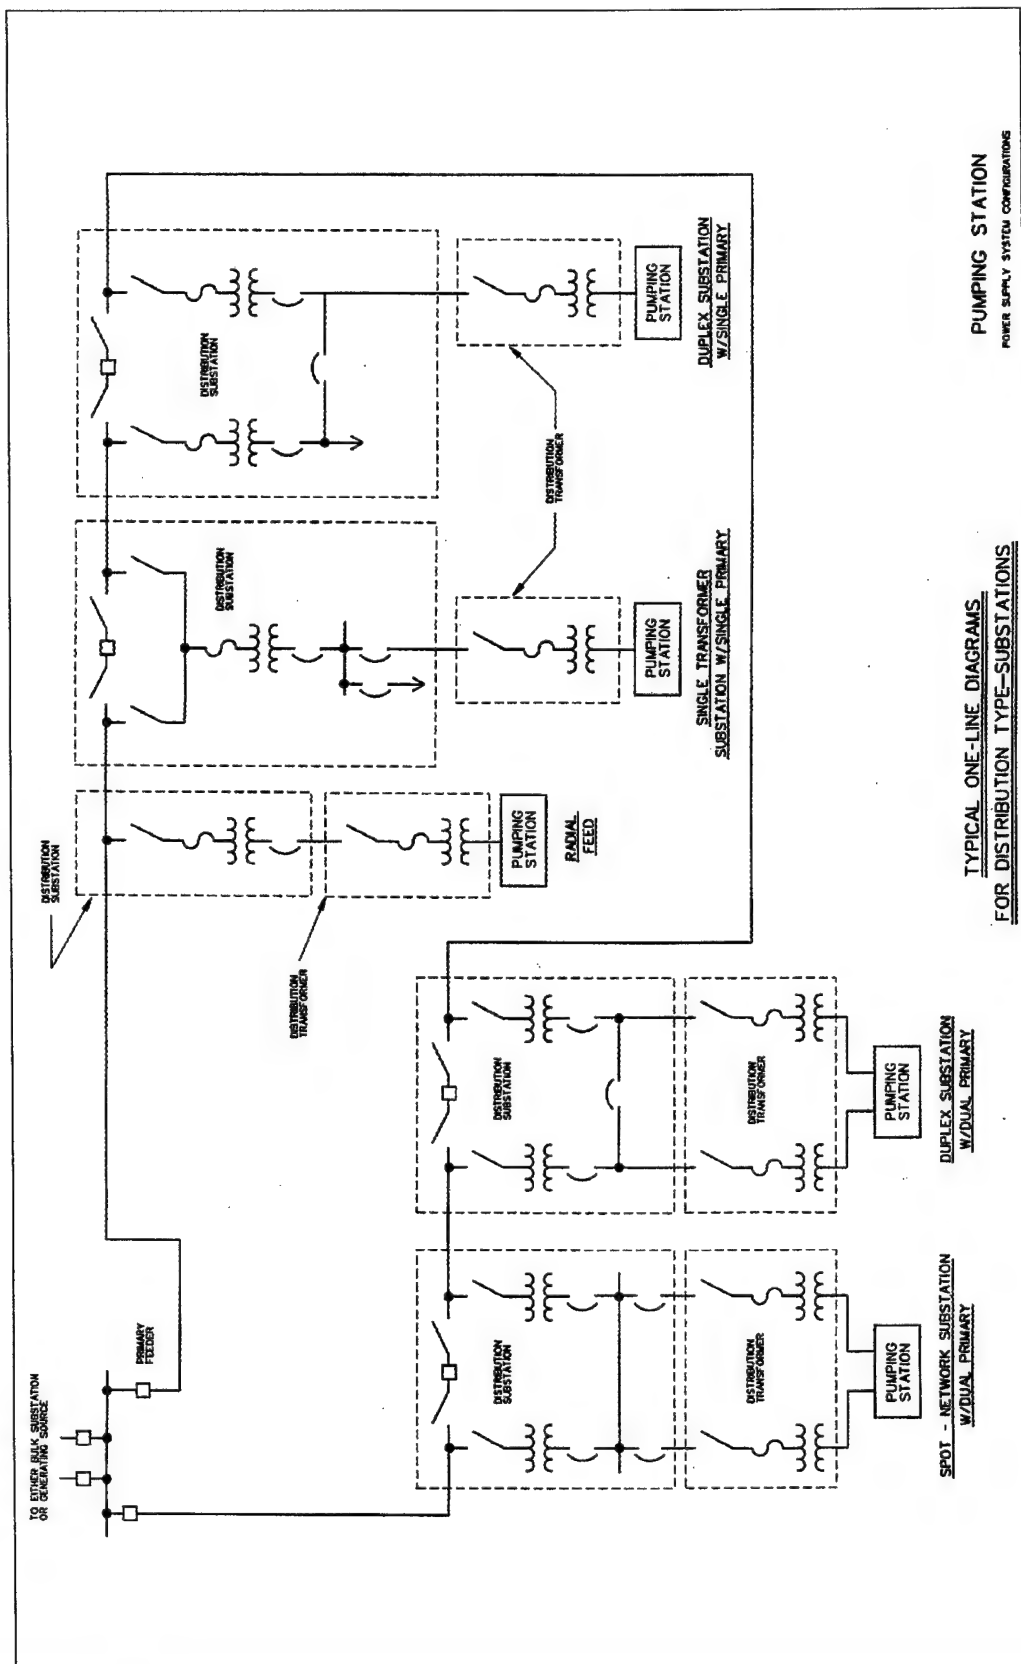 TO EITHER BULK SUBSTATION
OR GENERATING SOURCE
PRIMARY
FEEDER
DISTRIBUTION
SUBSTATION
DISTRIBUTION
TRANSFORMER
PUMPING
STATION
RADIAL
FEED
DISTRIBUTION
SUBSTATION
PUMPING
STATION
SINGLE TRANSFORMER
SUBSTATION W/SINGLE PRIMARY
DISTRIBUTION
TRANSFORMER
DISTRIBUTION
SUBSTATION
PUMPING
STATION
DUPLEX SUBSTATION
W/SINGLE PRIMARY
DISTRIBUTION
SUBSTATION
DISTRIBUTION
TRANSFORMER
PUMPING
STATION
SPOT - NETWORK SUBSTATION
W/DUAL PRIMARY
DISTRIBUTION
SUBSTATION
DISTRIBUTION
TRANSFORMER
PUMPING
STATION
DUPLEX SUBSTATION
W/DUAL PRIMARY
TYPICAL ONE-LINE DIAGRAMS
FOR DISTRIBUTION TYPE-SUBSTATIONS
PUMPING STATION
POWER SUPPLY SYSTEM CONFIGURATIONS